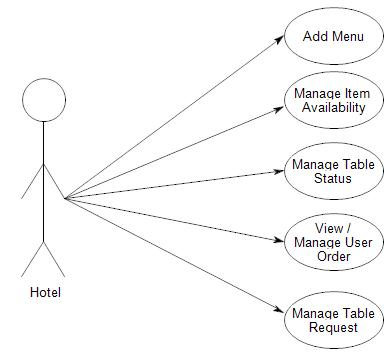 Add Menu
Manage Item
Availability
Manage Table
Status
View /
Manage User
Order
Hotel
Manage Table
Request